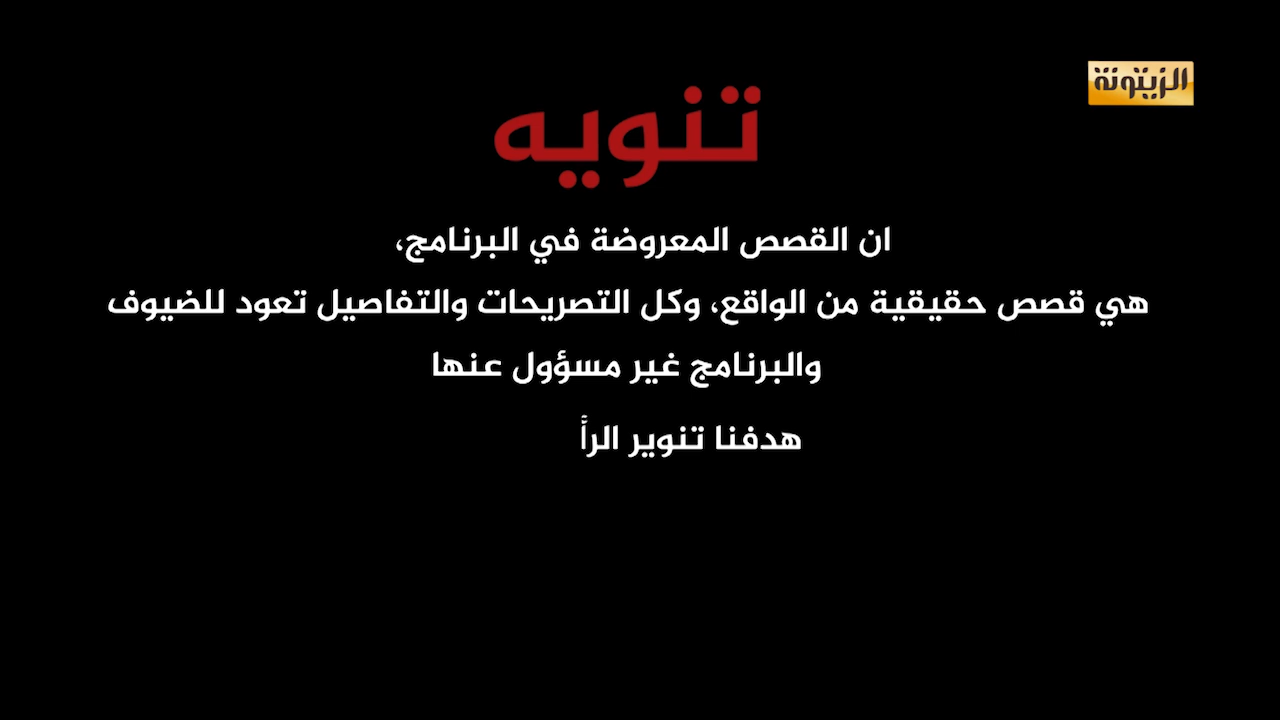 الزيتونة
تنويه
ان القصص المعروضة في البرنامج،
هي قصص حقيقية من الواقع، وكل التصريحات والتفاصيل تعود للضيوف
والبرنامج غير مسؤول عنها
هدفنا تنوير الرأ